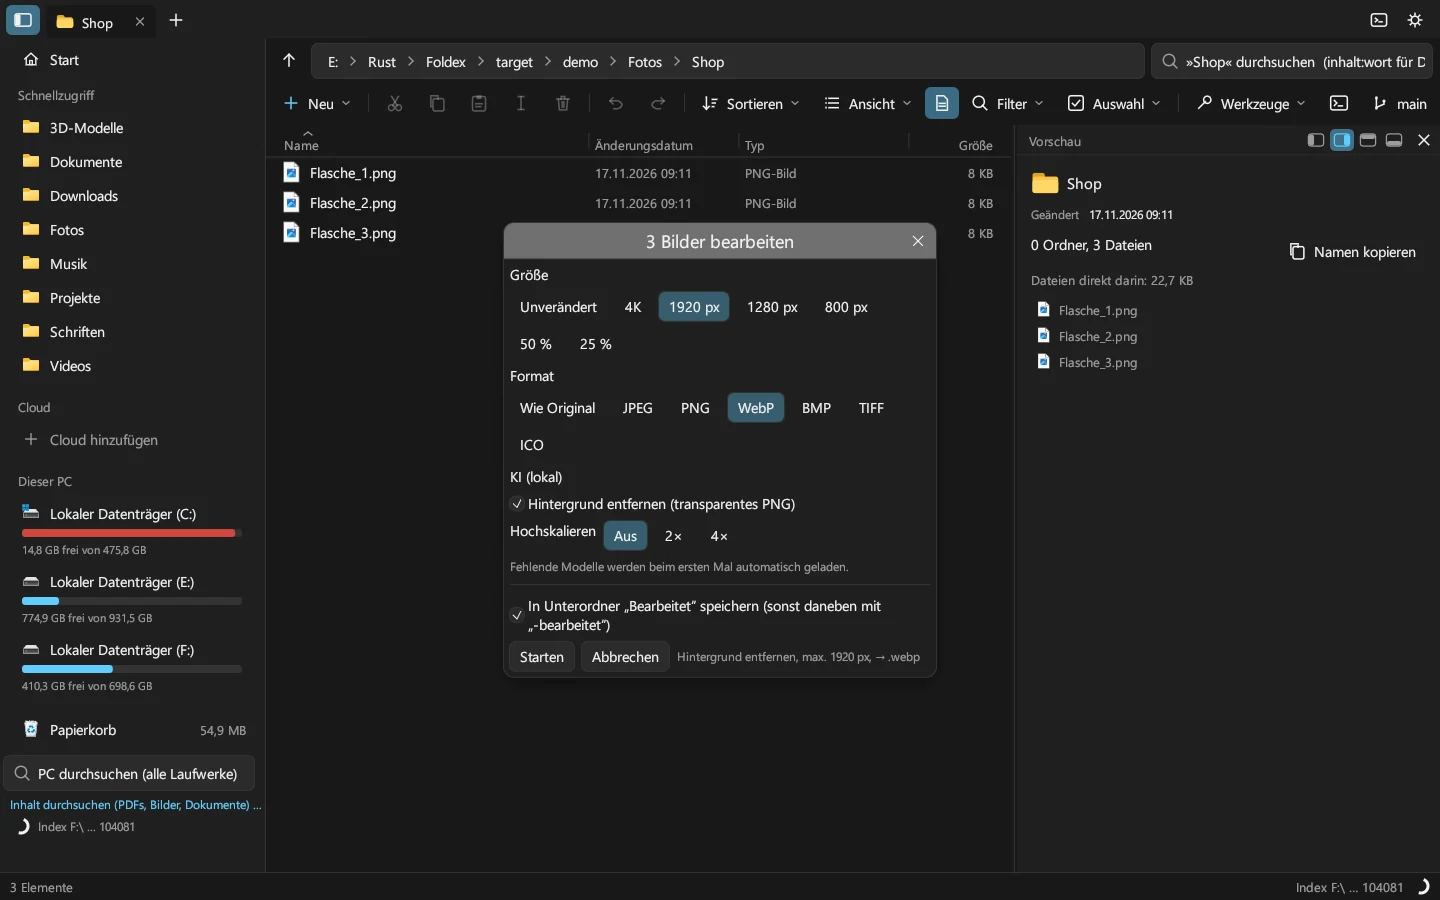 Shop
Start
Schnellzugriff
3D-Modelle
Dokumente
Downloads
Fotos
Musik
Projekte
Schriften
Videos
Cloud
Cloud hinzufügen
Dieser PC
Lokaler Datenträger (C:)
14,8 GB frei von 475,8 GB
Lokaler Datenträger (E:)
774,9 GB frei von 931,5 GB
Lokaler Datenträger (F:)
410,3 GB frei von 698,6 GB
Papierkorb 54,9 MB
PC durchsuchen (alle Laufwerke)
Inhalt durchsuchen (PDFs, Bilder, Dokumente) ...
Index F:\ ... 104081
E: > Rust > Foldex > target > demo > Fotos > Shop
»Shop« durchsuchen (inhalt:wort für D
Neu Sortieren Ansicht Filter Auswahl Werkzeuge main
Name Änderungsdatum Typ Größe
Flasche_1.png 17.11.2026 09:11 PNG-Bild 8 KB
Flasche_2.png 17.11.2026 09:11 PNG-Bild 8 KB
Flasche_3.png 8 KB
3 Bilder bearbeiten
Größe
Unverändert 4K 1920 px 1280 px 800 px
50 % 25 %
Format
Wie Original JPEG PNG WebP BMP TIFF
ICO
KI (lokal)
Hintergrund entfernen (transparentes PNG)
Hochskalieren Aus 2× 4×
Fehlende Modelle werden beim ersten Mal automatisch geladen.
In Unterordner „Bearbeitet“ speichern (sonst daneben mit
„-bearbeitet“)
Starten Abbrechen Hintergrund entfernen, max. 1920 px, → .webp
Vorschau
Shop
Geändert 17.11.2026 09:11
0 Ordner, 3 Dateien
Namen kopieren
Dateien direkt darin: 22,7 KB
Flasche_1.png
Flasche_2.png
Flasche_3.png
3 Elemente
Index F:\ ... 104081